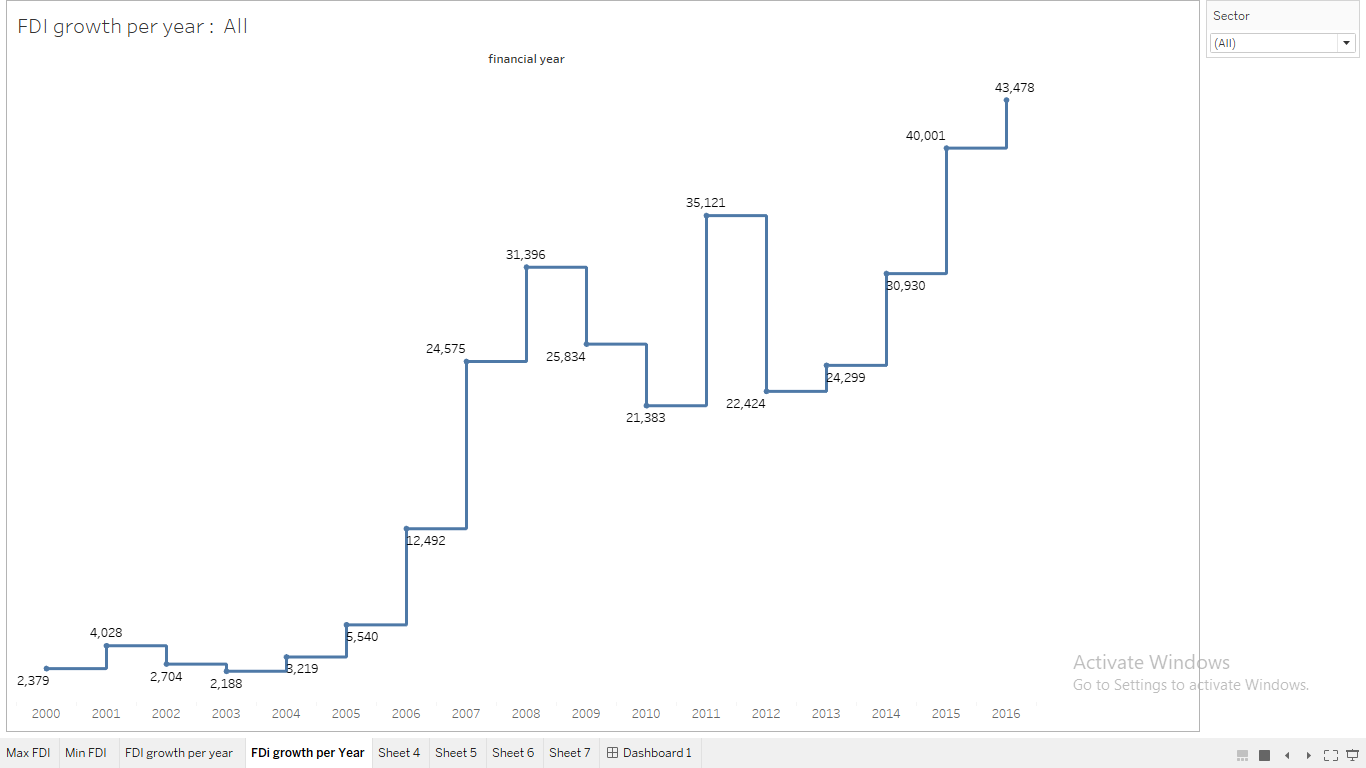 FDI growth per year : All
Sector
(All)
financial year
43,478
40,001
35,121
31,396
30,930
24,575
25,834
24,299
22,424
21,383
12,492
4,028
5,540
2,379
2,704
2,188
3,219
Activate Windows
Go to Settings to activate Windows.
2000 2001 2002 2003 2004 2005 2006 2007 2008 2009 2010 2011 2012 2013 2014 2015 2016
Max FDI Min FDI FDI growth per year FDi growth per Year Sheet 4 Sheet 5 Sheet 6 Sheet 7 Dashboard 1